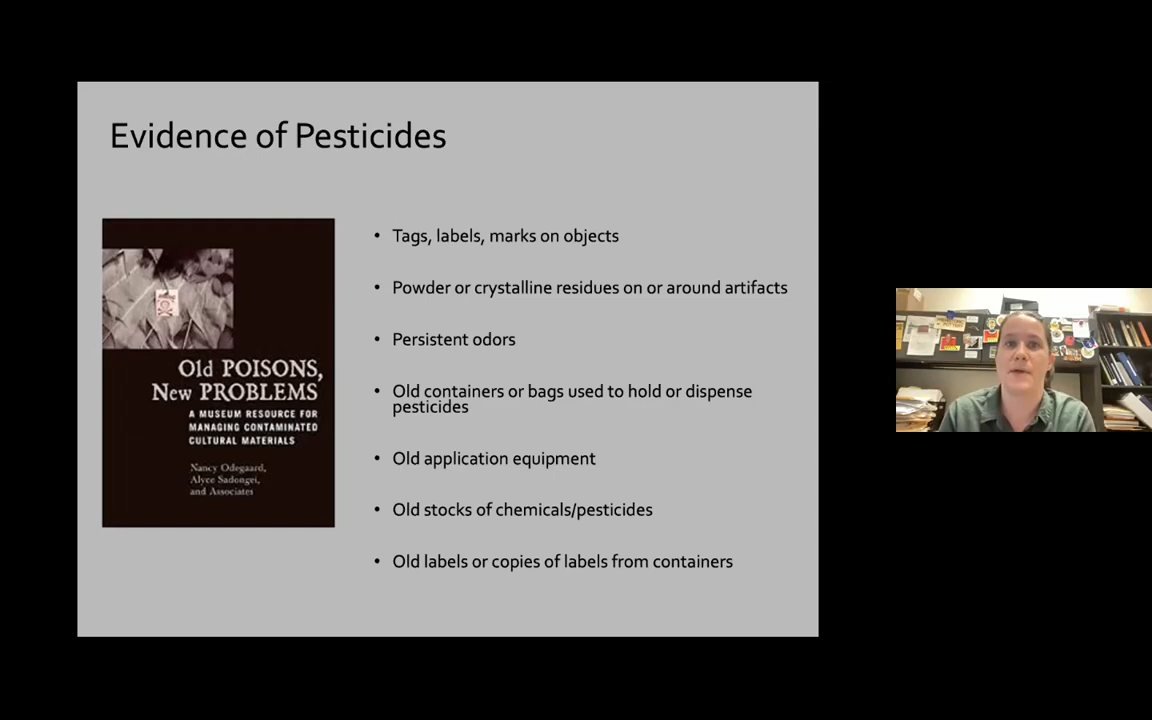 Evidence of Pesticides
Old POISONS,
New PROBLEMS
A MUSEUM RESOURCE FOR
MANAGING CONTAMINATED
CULTURAL MATERIALS
Nancy Odegaard,
Alyce Sadongei,
and Associates
• Tags, labels, marks on objects
• Powder or crystalline residues on or around artifacts
• Persistent odors
• Old containers or bags used to hold or dispense
pesticides
• Old application equipment
• Old stocks of chemicals/pesticides
• Old labels or copies of labels from containers